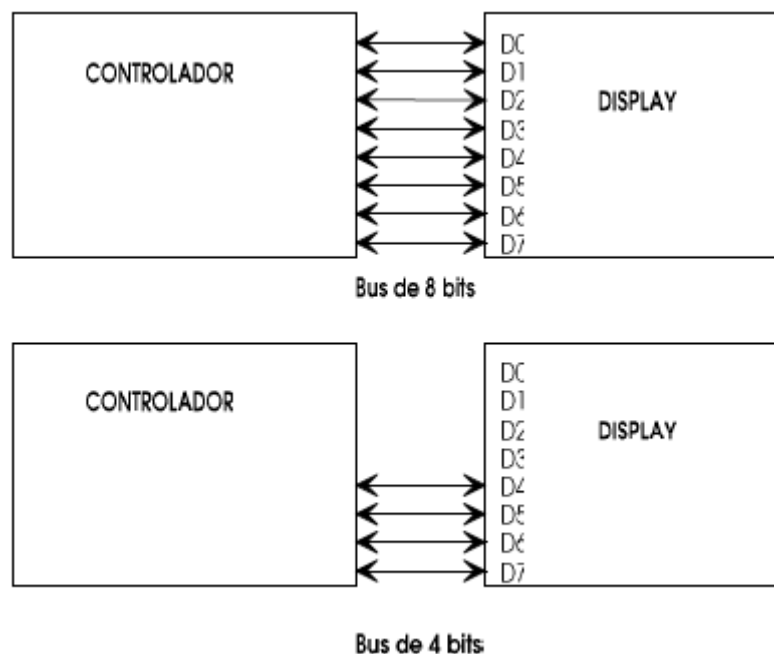 CONTROLADOR
D0
D1
D2
D3
D4
D5
D6
D7
DISPLAY
Bus de 8 bits
CONTROLADOR
D0
D1
D2
D3
D4
D5
D6
D7
DISPLAY
Bus de 4 bits